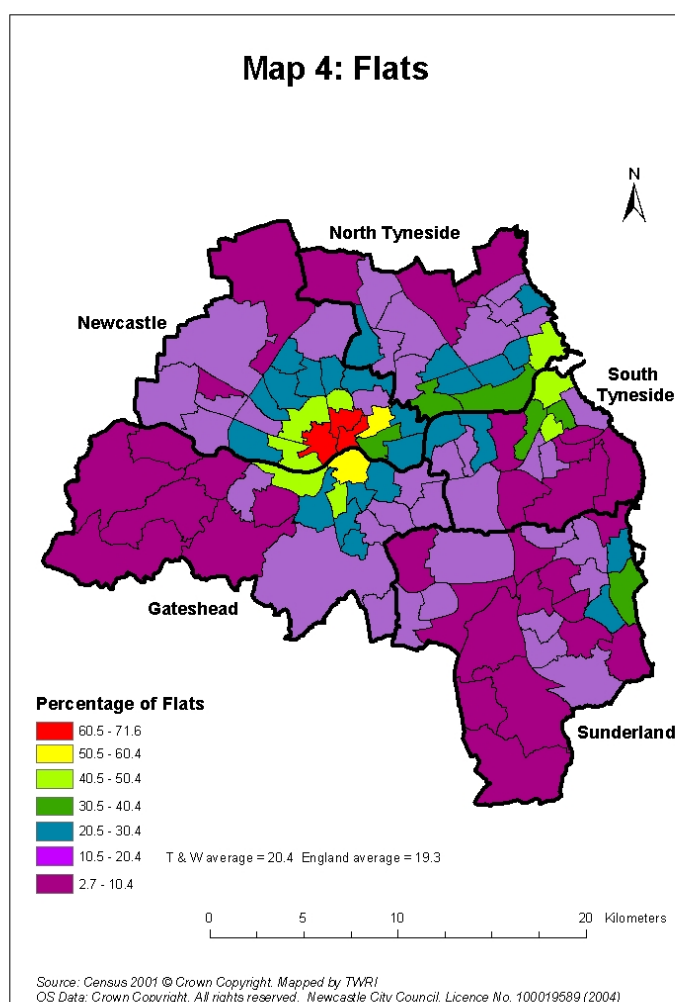 Map 4: Flats
N
North Tyneside
Newcastle
South
Tyneside
Gateshead
Sunderland
Percentage of Flats
60.5 - 71.6
50.5 - 60.4
40.5 - 50.4
30.5 - 40.4
20.5 - 30.4
10.5 - 20.4 T & W average = 20.4 England average = 19.3
2.7 - 10.4
0 5 10 20 Kilometers
Source: Census 2001 © Crown Copyright. Mapped by TWRI
OS Data: Crown Copyright. All rights reserved. Newcastle City Council. Licence No. 100019589 (2004)